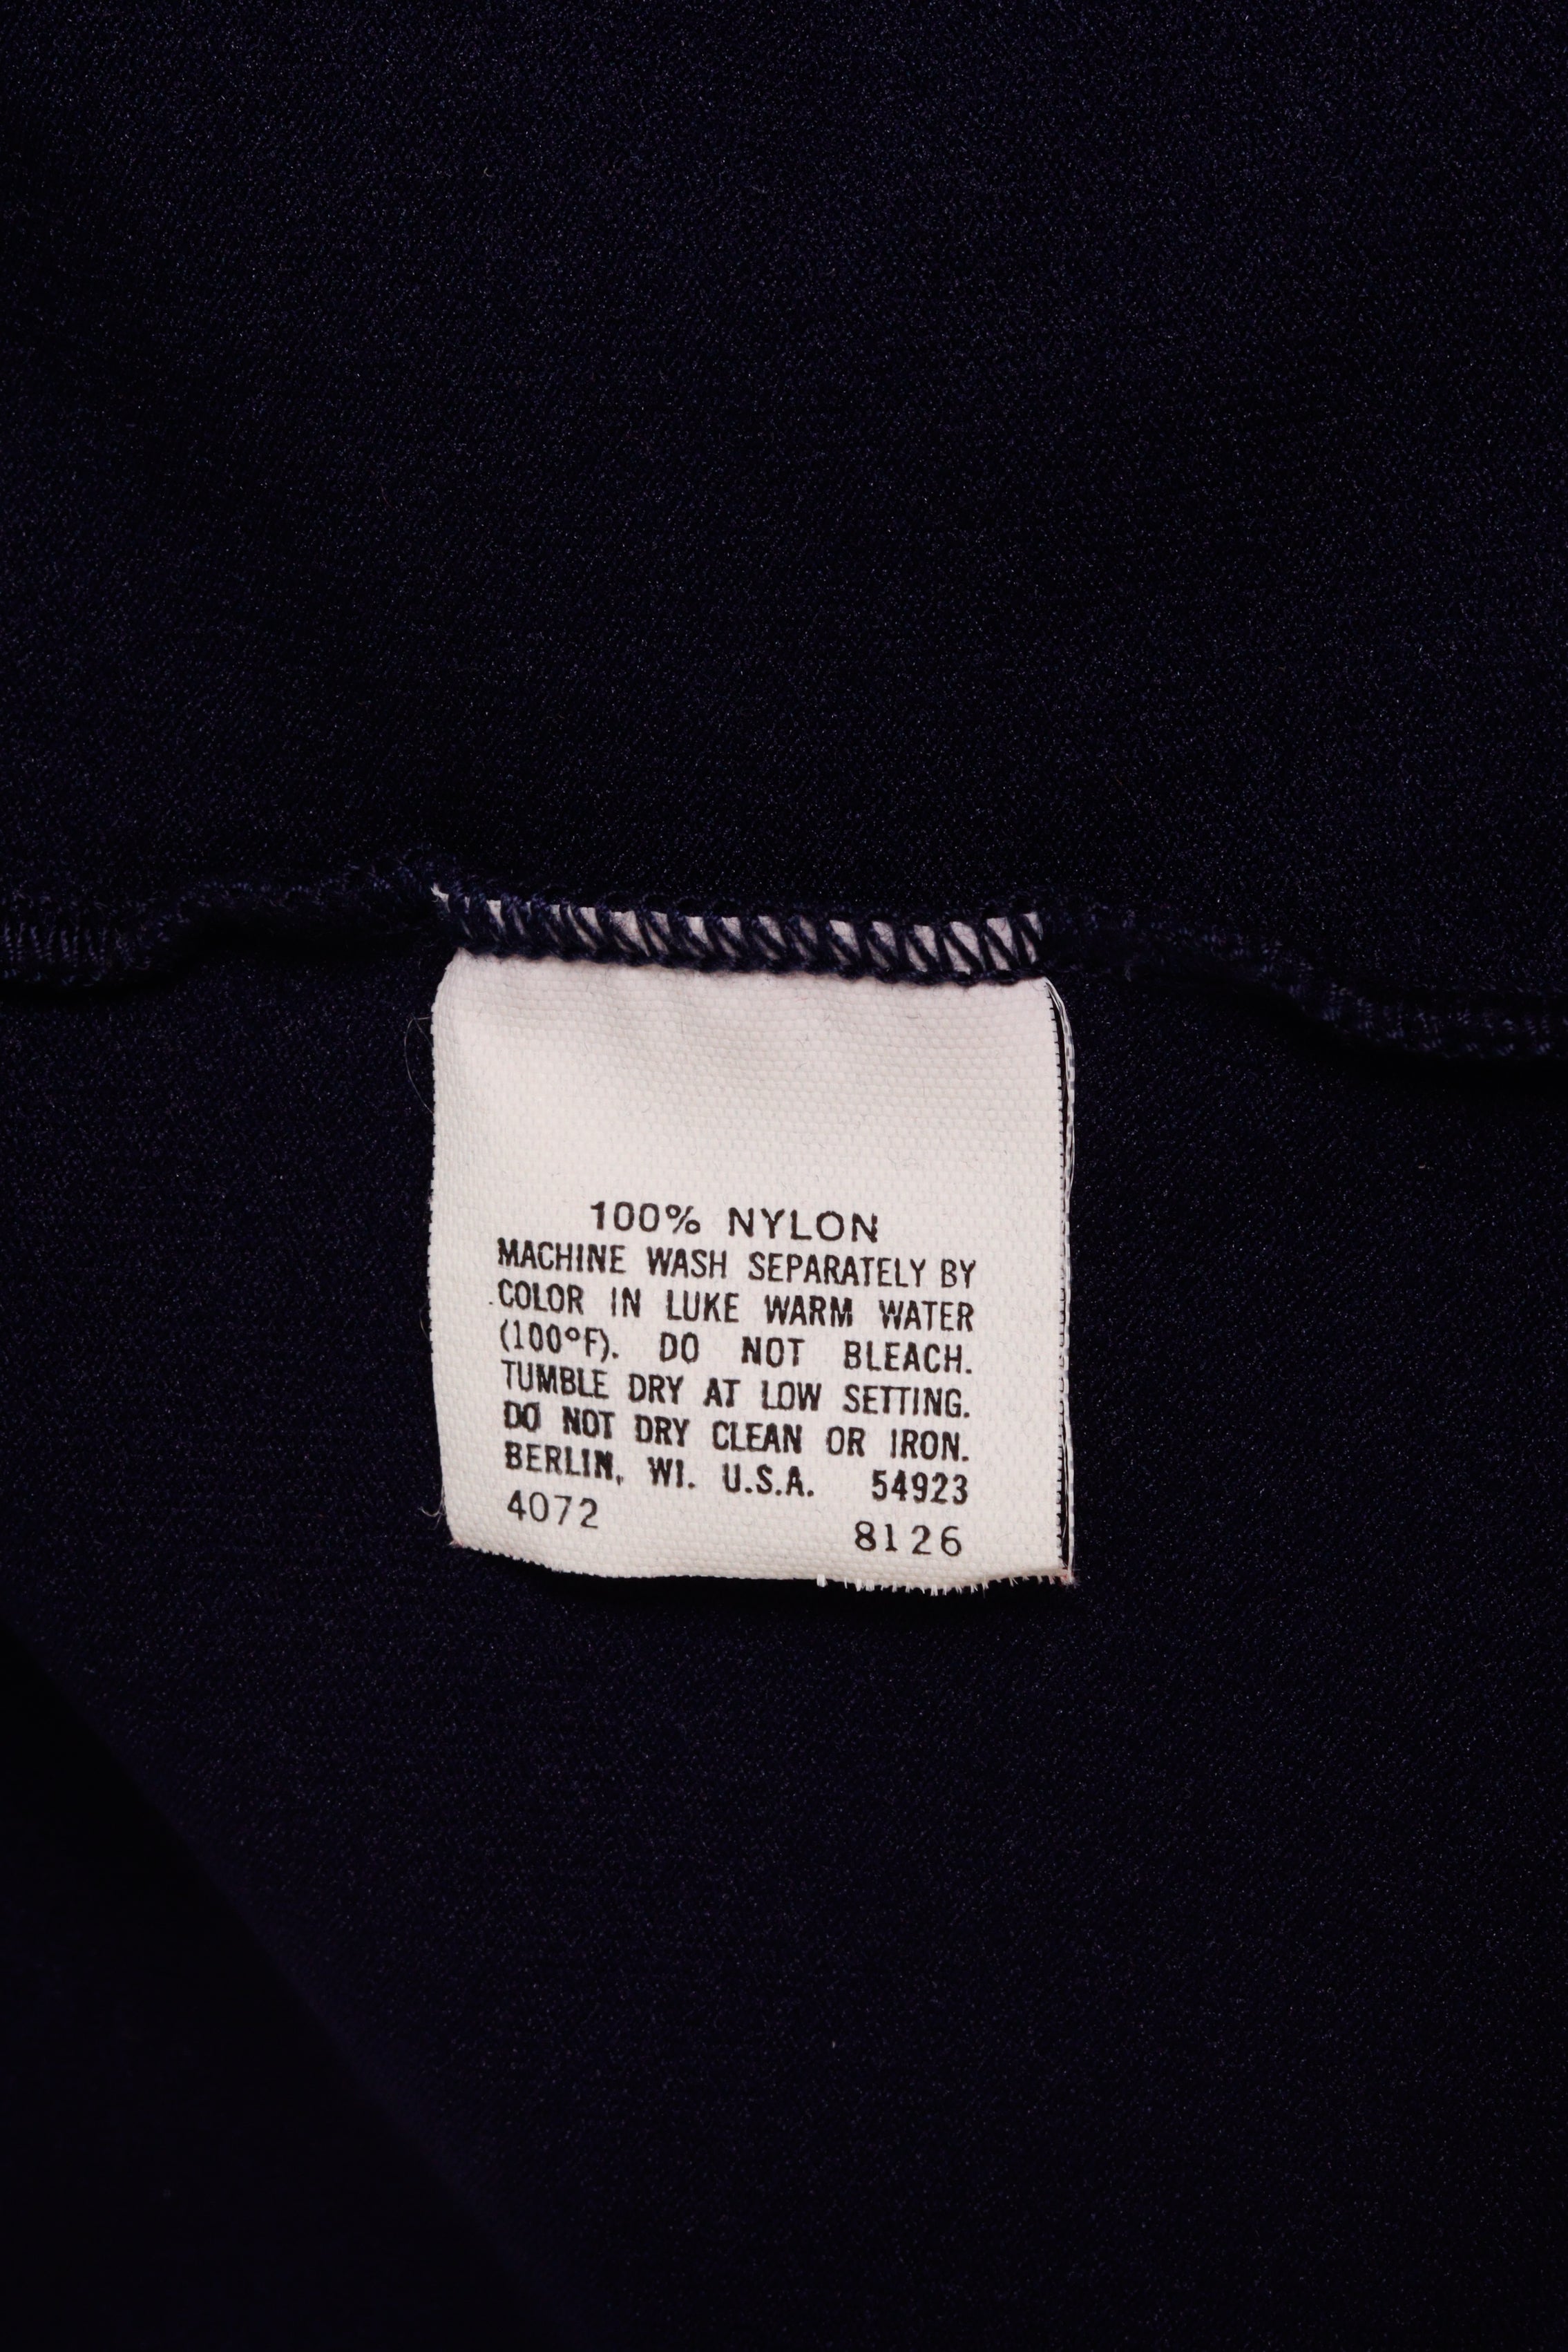 100% NYLON
MACHINE WASH SEPARATELY BY
COLOR IN LUKE WARM WATER
(100°F). DO NOT BLEACH.
TUMBLE DRY AT LOW SETTING.
DO NOT DRY CLEAN OR IRON.
BERLIN, WI. U.S.A. 54923
4072 8126